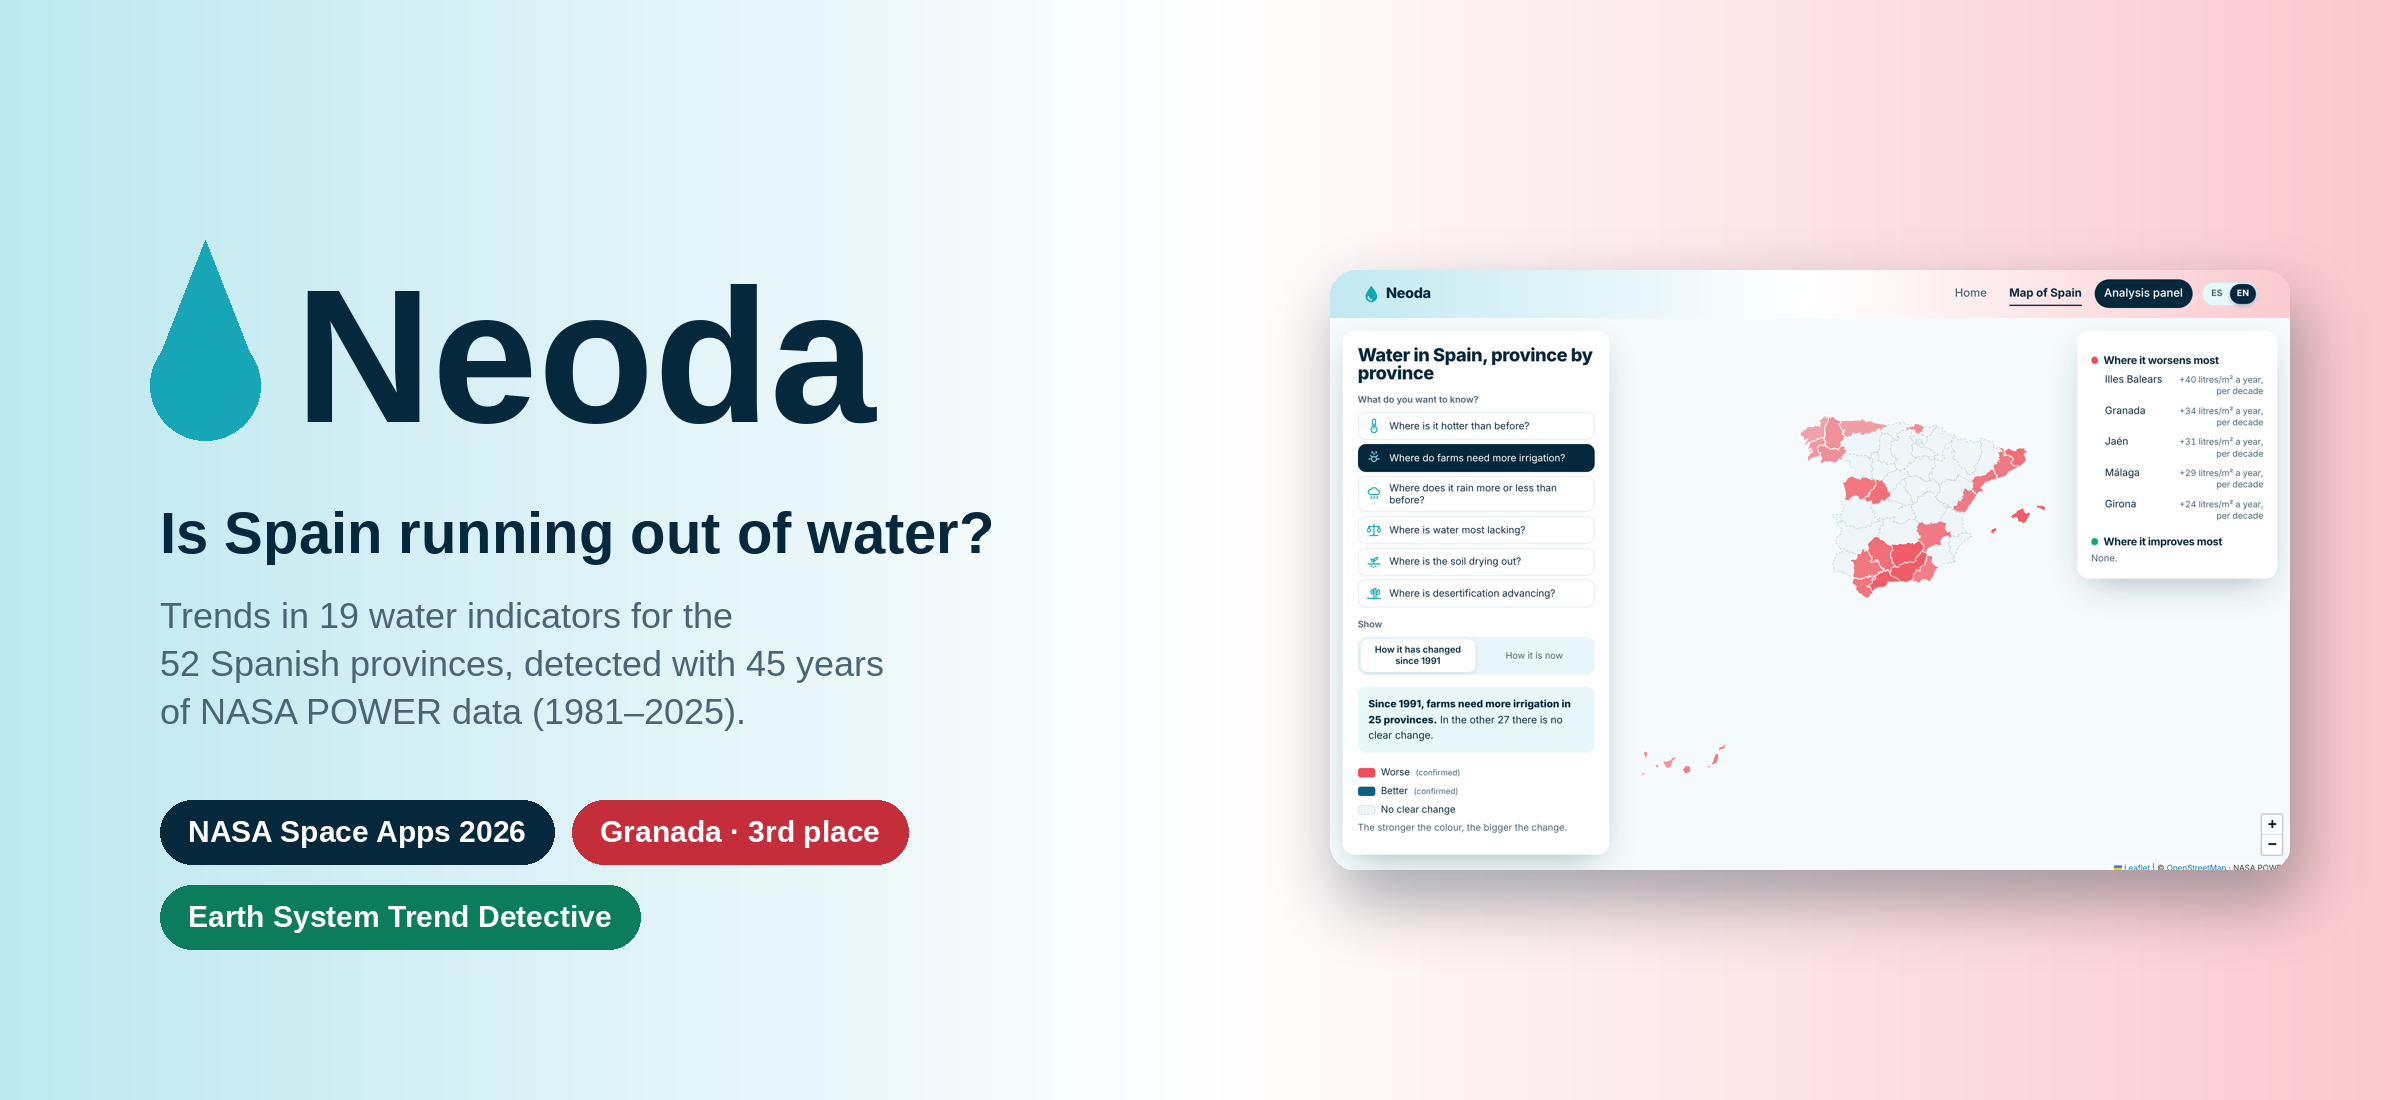 Neoda
Is Spain running out of water?
Trends in 19 water indicators for the
52 Spanish provinces, detected with 45 years
of NASA POWER data (1981–2025).
NASA Space Apps 2026
Granada · 3rd place
Earth System Trend Detective
Neoda
Home
Map of Spain
Analysis panel
ES
EN
Water in Spain, province by
province
What do you want to know?
Where is it hotter than before?
Where do farms need more irrigation?
Where does it rain more or less than
before?
Where is water most lacking?
Where is the soil drying out?
Where is desertification advancing?
Show
How it has changed
since 1991
How it is now
Since 1991, farms need more irrigation in
25 provinces. In the other 27 there is no
clear change.
Worse (confirmed)
Better (confirmed)
No clear change
The stronger the colour, the bigger the change.
Where it worsens most
Illes Balears +40 litres/m² a year,
per decade
Granada +34 litres/m² a year,
per decade
Jaén +31 litres/m² a year,
per decade
Málaga +29 litres/m² a year,
per decade
Girona +24 litres/m² a year,
per decade
Where it improves most
None.
+
−
Leaflet | © OpenStreetMap · NASA